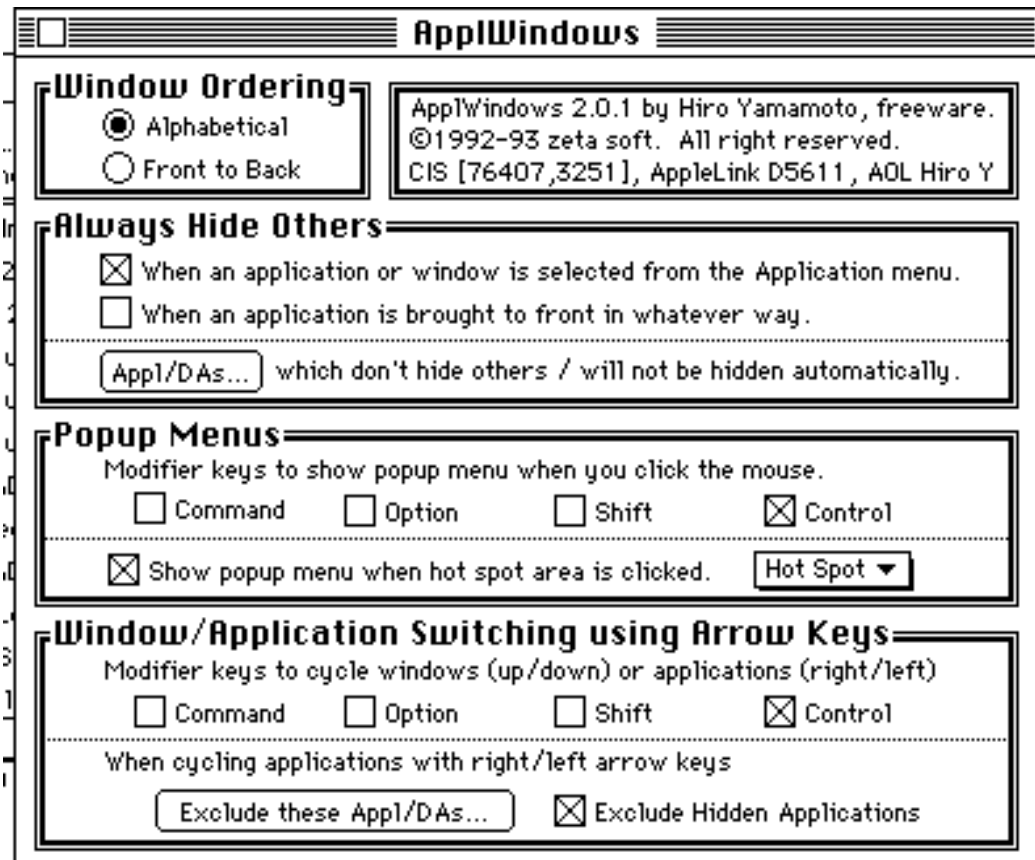 ApplWindows
Window Ordering
Alphabetical
Front to Back
ApplWindows 2.0.1 by Hiro Yamamoto, freeware.
©1992-93 zeta soft. All right reserved.
CIS [76407,3251], AppleLink D5611, AOL Hiro Y
Always Hide Others
When an application or window is selected from the Application menu.
When an application is brought to front in whatever way.
Appl/DAs... which don't hide others / will not be hidden automatically.
Popup Menus
Modifier keys to show popup menu when you click the mouse.
Command Option Shift Control
Show popup menu when hot spot area is clicked. Hot Spot
Window/Application Switching using Arrow Keys
Modifier keys to cycle windows (up/down) or applications (right/left)
Command Option Shift Control
When cycling applications with right/left arrow keys
Exclude these Appl/DAs... Exclude Hidden Applications